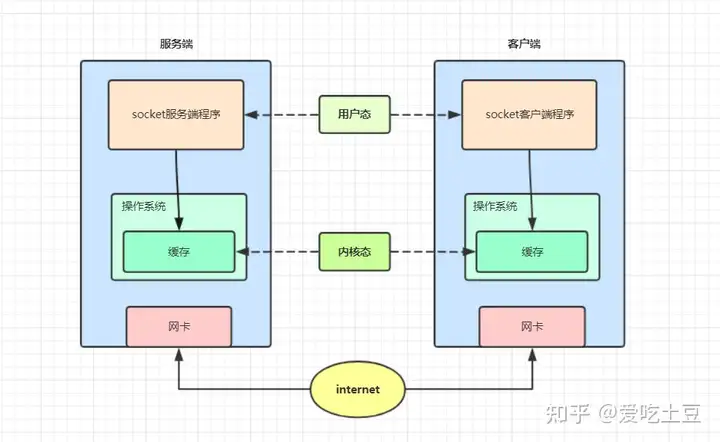 服务端
客户端
socket服务端程序
用户态
socket客户端程序
操作系统
操作系统
缓存
内核态
缓存
网卡
网卡
internet
知乎 @爱吃土豆